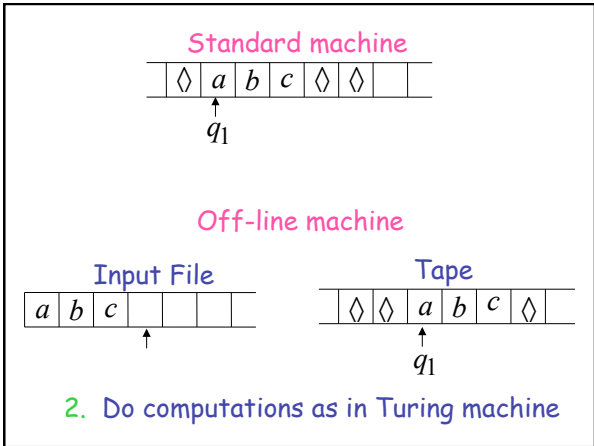 Standard machine
◊ a b c ◊ ◊
q₁
Off-line machine
Input File
Tape
a b c
◊ ◊ a b c ◊
q₁
2. Do computations as in Turing machine